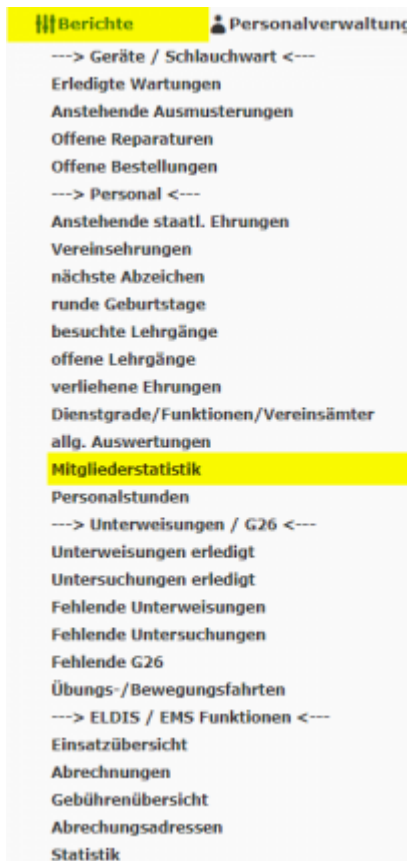 Berichte Personalverwaltung
---> Geräte / Schlauchwart <---
Erledigte Wartungen
Anstehende Ausmusterungen
Offene Reparaturen
Offene Bestellungen
---> Personal <---
Anstehende staatl. Ehrungen
Vereinsehrungen
nächste Abzeichen
runde Geburtstage
besuchte Lehrgänge
offene Lehrgänge
verliehene Ehrungen
Dienstgrade/Funktionen/Vereinsämter
allg. Auswertungen
Mitgliederstatistik
Personalstunden
---> Unterweisungen / G26 <---
Unterweisungen erledigt
Untersuchungen erledigt
Fehlende Unterweisungen
Fehlende Untersuchungen
Fehlende G26
Übungs-/Bewegungsfahrten
---> ELDIS / EMS Funktionen <---
Einsatzübersicht
Abrechnungen
Gebührenübersicht
Abrechungsadressen
Statistik